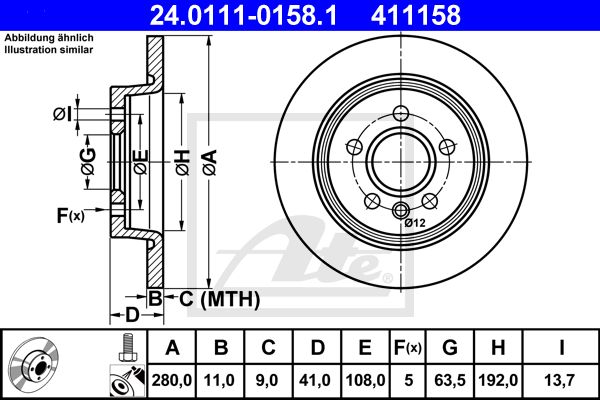 24.0111-0158.1 411158
Abbildung ähnlich
Illustration similar
ØI
ØG
ØE
ØH
ØA
F(x)
Ø12
B
C (MTH)
D
Ate
A B C D E F(x) G H I
280,0 11,0 9,0 41,0 108,0 5 63,5 192,0 13,7